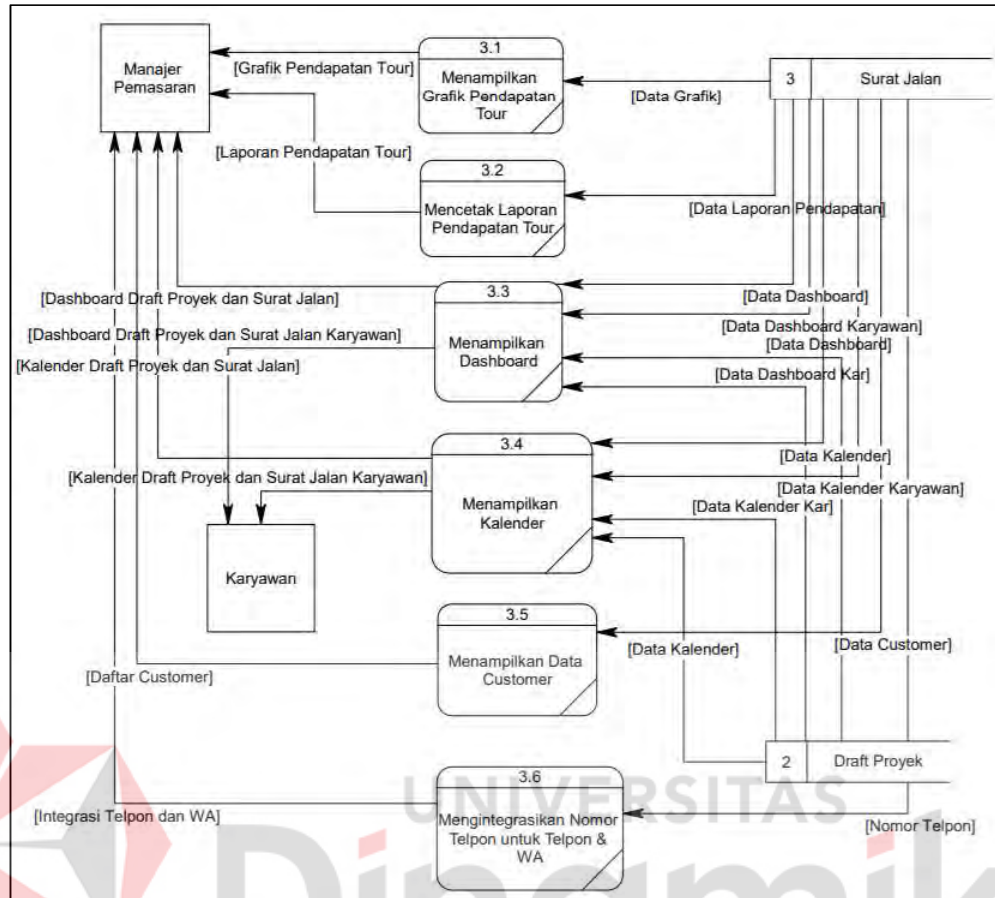 3.1
Manajer
Pemasaran
[Grafik Pendapatan Tour]
Menampilkan
Grafik Pendapatan
Tour
[Data Grafik]
3
Surat Jalan
[Laporan Pendapatan Tour]
3.2
Mencetak Laporan
Pendapatan Tour
[Data Laporan Pendapatan]
[Dashboard Draft Proyek dan Surat Jalan]
3.3
[Data Dashboard]
[Dashboard Draft Proyek dan Surat Jalan Karyawan]
Menampilkan
Dashboard
[Data Dashboard Karyawan]
[Data Dashboard]
[Kalender Draft Proyek dan Surat Jalan]
[Data Dashboard Kar]
3.4
[Data Kalender]
[Kalender Draft Proyek dan Surat Jalan Karyawan]
Menampilkan
Kalender
[Data Kalender Karyawan]
[Data Kalender Kar]
Karyawan
3.5
[Data Kalender]
[Data Customer]
Menampilkan Data
Customer
[Daftar Customer]
2
Draft Proyek
3.6
[Integrasi Telpon dan WA]
Mengintegrasikan Nomor
Telpon untuk Telpon &
WA
[Nomor Telpon]
UNIVERSITAS
Dinamik